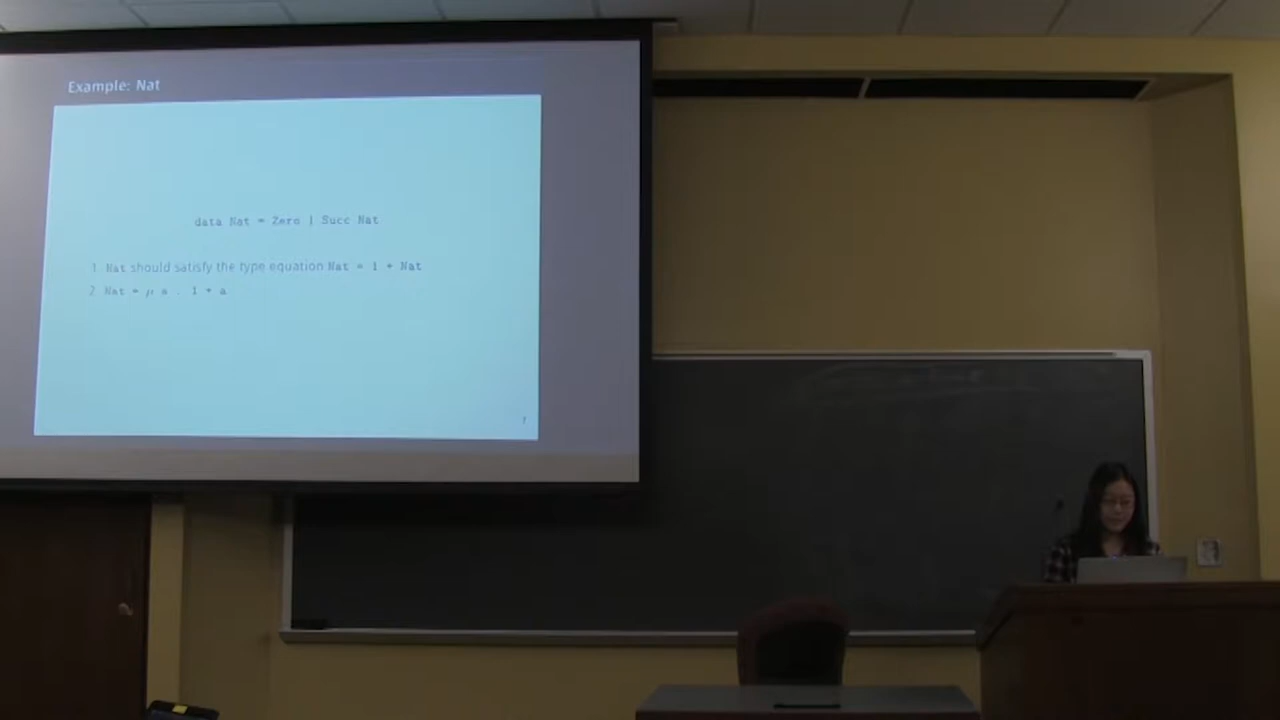 Example: Nat
data Nat = Zero | Succ Nat
1. Nat should satisfy the type equation Nat = 1 + Nat
2. Nat = μ a . 1 + a
7